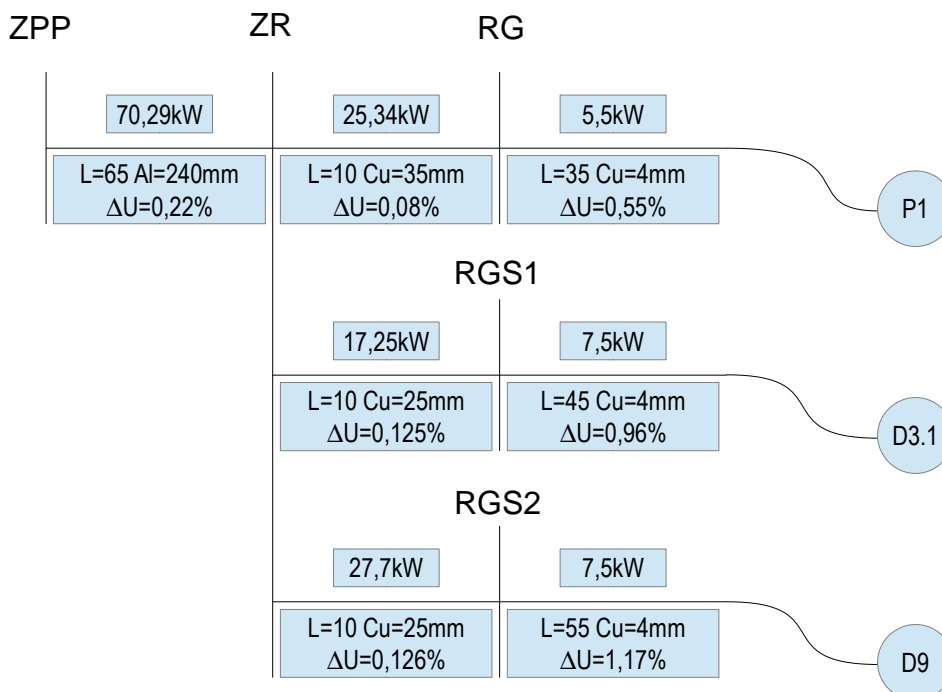 ZPP
ZR
RG
70,29kW
25,34kW
5,5kW
L=65 Al=240mm
ΔU=0,22%
L=10 Cu=35mm
ΔU=0,08%
L=35 Cu=4mm
ΔU=0,55%
P1
RGS1
17,25kW
7,5kW
L=10 Cu=25mm
ΔU=0,125%
L=45 Cu=4mm
ΔU=0,96%
D3.1
RGS2
27,7kW
7,5kW
L=10 Cu=25mm
ΔU=0,126%
L=55 Cu=4mm
ΔU=1,17%
D9